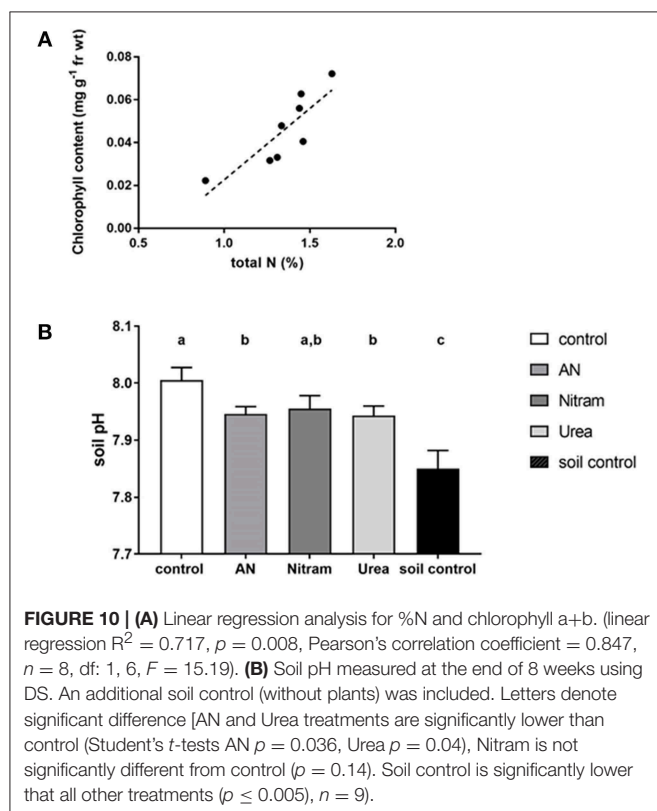 A
Chlorophyll content (mg g⁻¹ fr wt)
0.08
0.06
0.04
0.02
0.00
0.5 1.0 1.5 2.0
total N (%)
B
soil pH
8.1
8.0
7.9
7.8
7.7
a b a,b b c
control AN Nitram Urea soil control
control
AN
Nitram
Urea
soil control
FIGURE 10 | (A) Linear regression analysis for %N and chlorophyll a+b. (linear
regression R² = 0.717, p = 0.008, Pearson's correlation coefficient = 0.847,
n = 8, df: 1, 6, F = 15.19). (B) Soil pH measured at the end of 8 weeks using
DS. An additional soil control (without plants) was included. Letters denote
significant difference [AN and Urea treatments are significantly lower than
control (Student's t-tests AN p = 0.036, Urea p = 0.04), Nitram is not
significantly different from control (p = 0.14). Soil control is significantly lower
that all other treatments (p ≤ 0.005), n = 9).